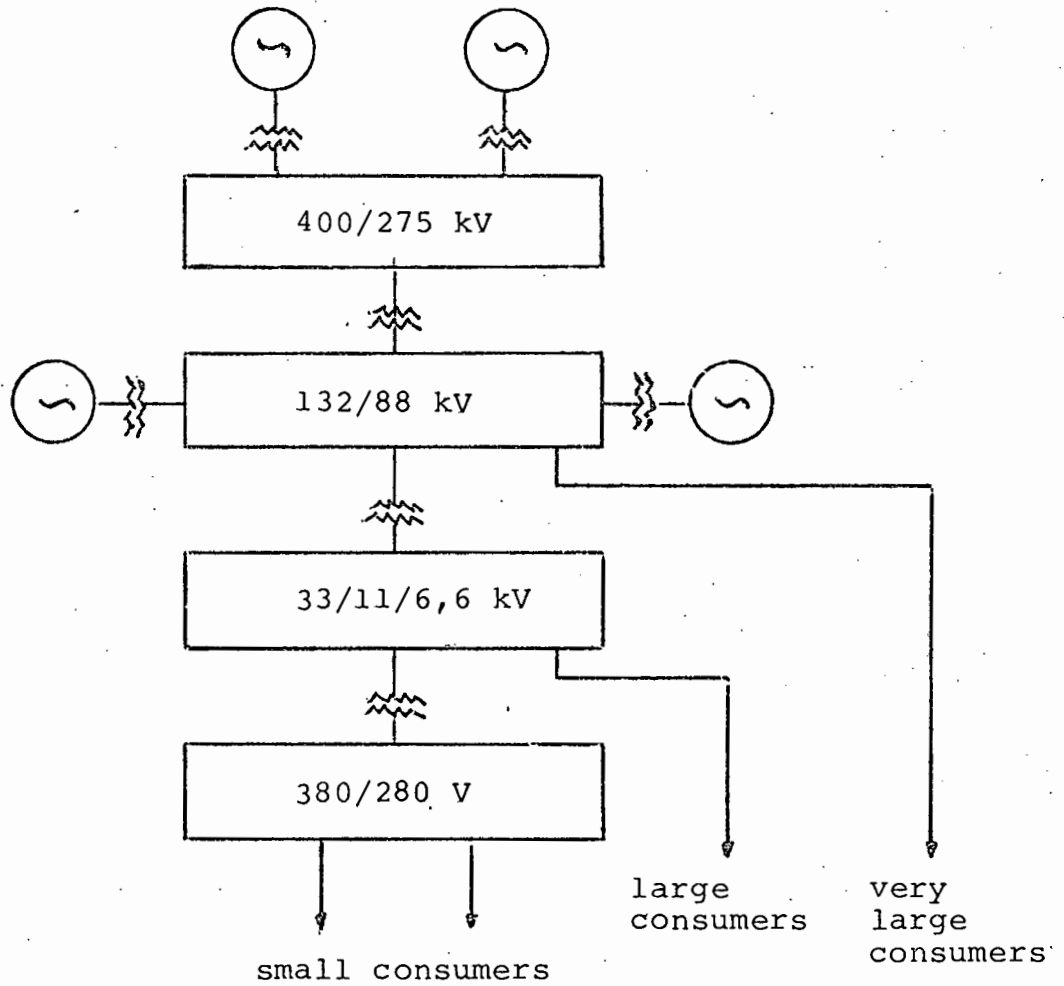 400/275 kV
132/88 kV
33/11/6,6 kV
380/280 V
large
consumers
very
large
consumers
small consumers